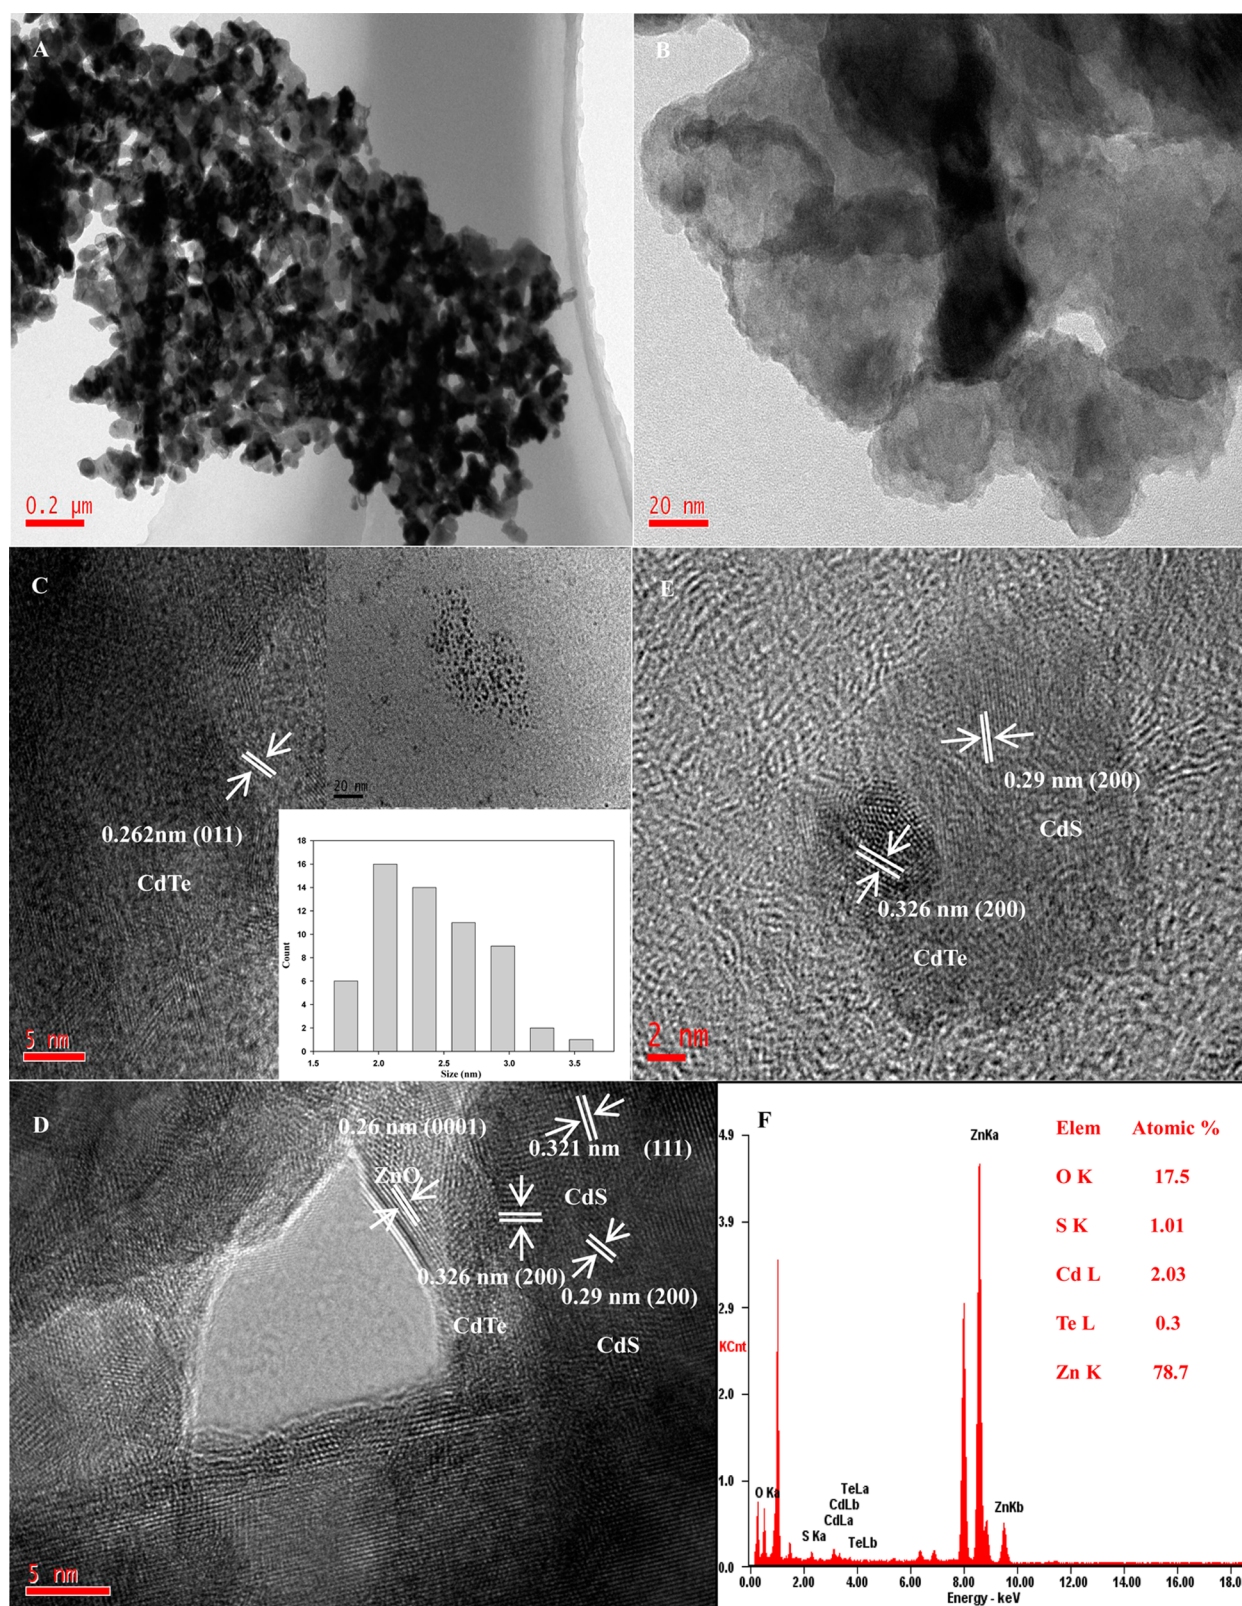 A
0.2 µm
B
20 nm
C
0.262nm (011)
CdTe
5 nm
20 nm
18
16
14
12
10
8
6
4
2
0
Count
1.5 2.0 2.5 3.0 3.5
Size (nm)
E
0.29 nm (200)
CdS
0.326 nm (200)
CdTe
2 nm
D
0.26 nm (0001)
ZnO
0.321 nm (111)
CdS
0.326 nm (200)
CdTe
0.29 nm (200)
CdS
5 nm
F
4.9
3.9
2.9
KCnt
2.0
1.0
0.0
O Ka
S Ka
TeLa
CdLb
CdLa
TeLb
ZnKa
ZnKb
0.00 2.00 4.00 6.00 8.00 10.00 12.00 14.00 16.00 18.0
Energy - keV
Elem Atomic %
O K 17.5
S K 1.01
Cd L 2.03
Te L 0.3
Zn K 78.7